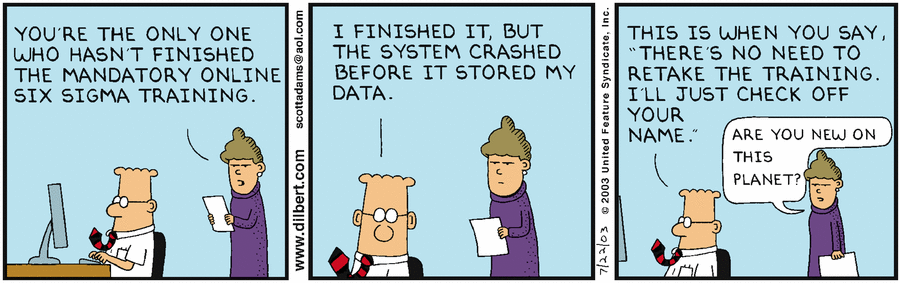 YOU'RE THE ONLY ONE
WHO HASN'T FINISHED
THE MANDATORY ONLINE
SIX SIGMA TRAINING.
www.dilbert.com scottadams@aol.com
I FINISHED IT, BUT
THE SYSTEM CRASHED
BEFORE IT STORED MY
DATA.
7/22/03 © 2003 United Feature Syndicate, Inc.
THIS IS WHEN YOU SAY,
"THERE'S NO NEED TO
RETAKE THE TRAINING.
I'LL JUST CHECK OFF
YOUR
NAME."
ARE YOU NEW ON
THIS
PLANET?